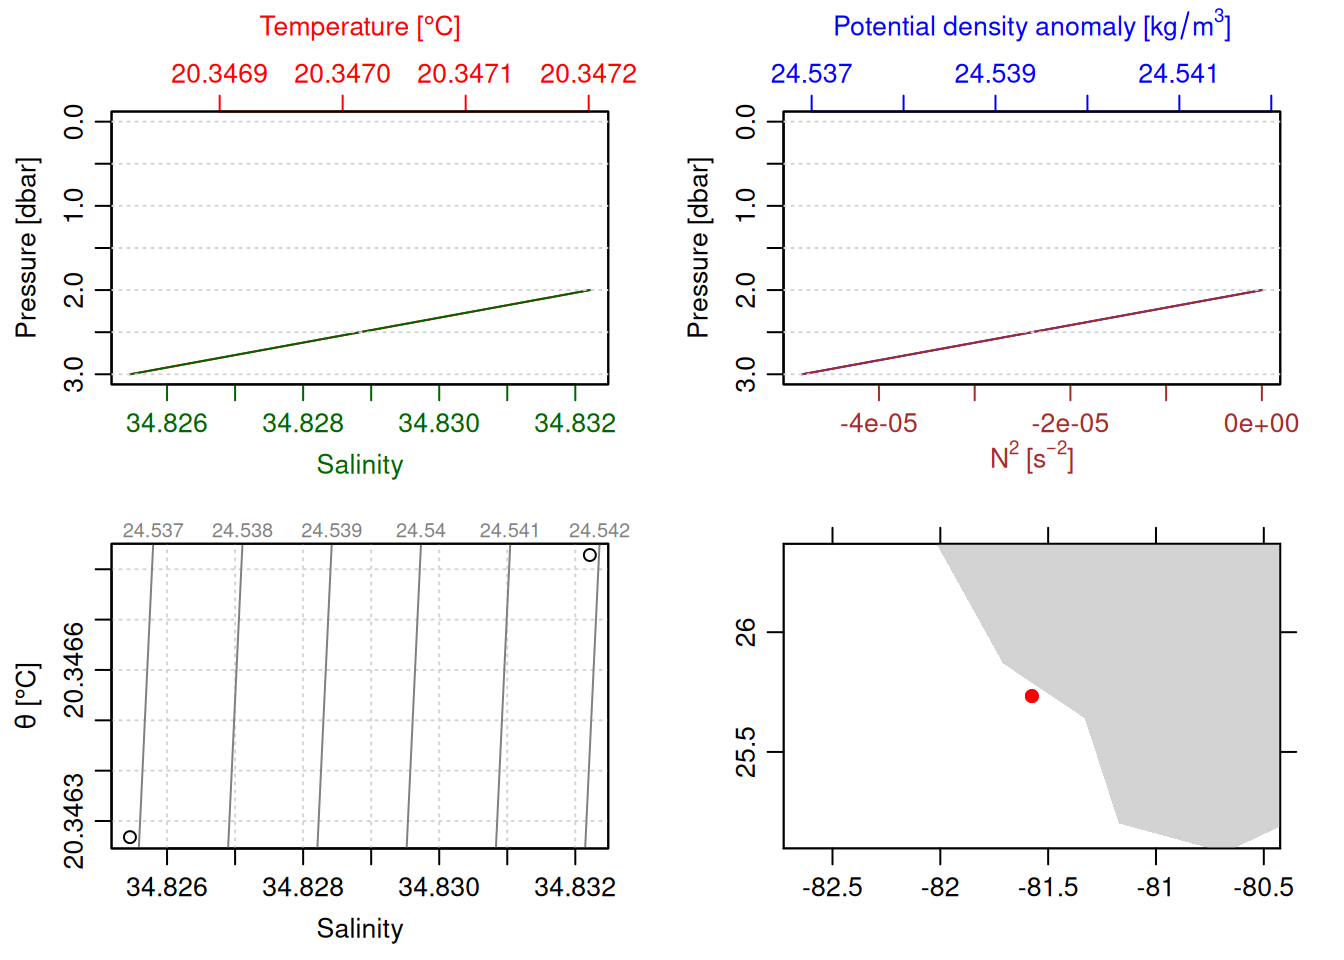 Temperature [°C]
20.3469 20.3470 20.3471 20.3472
Pressure [dbar]
0.0
1.0
2.0
3.0
34.826 34.828 34.830 34.832
Salinity
Potential density anomaly [kg/m³]
24.537 24.539 24.541
Pressure [dbar]
0.0
1.0
2.0
3.0
-4e-05 -2e-05 0e+00
N² [s⁻²]
24.537 24.538 24.539 24.54 24.541 24.542
θ [°C]
20.3466
20.3463
34.826 34.828 34.830 34.832
Salinity
26
25.5
-82.5 -82 -81.5 -81 -80.5